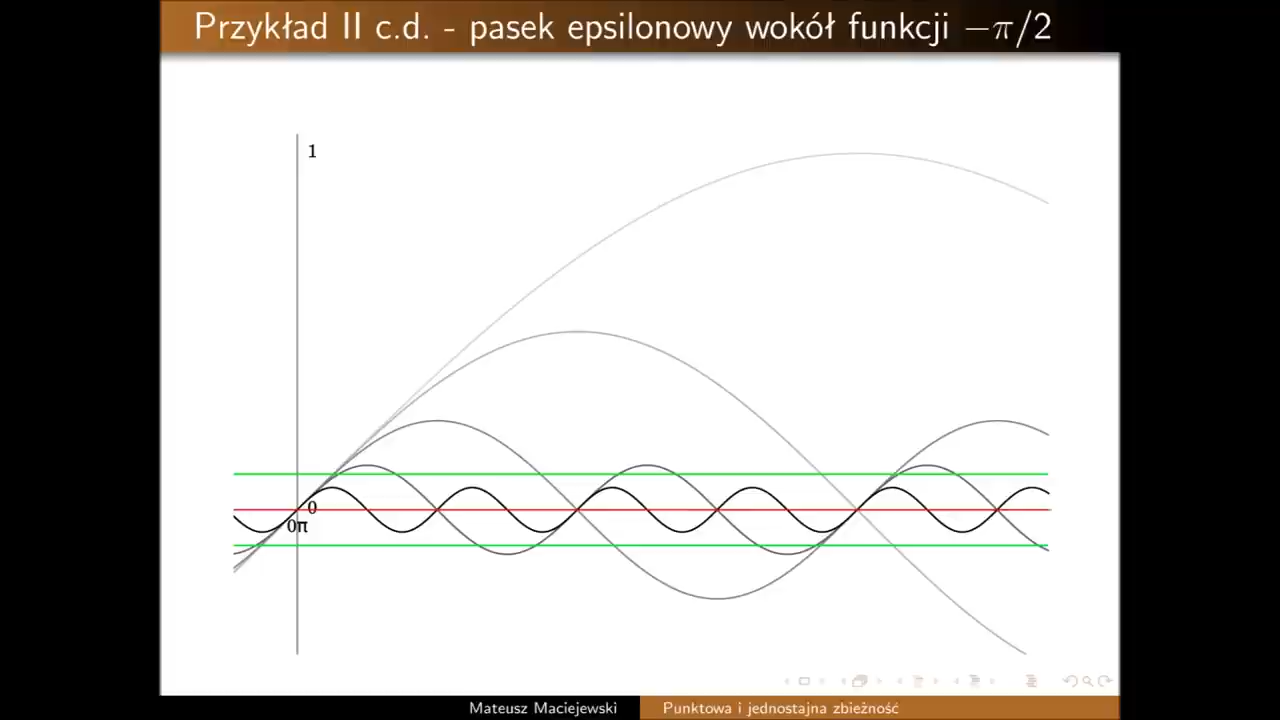 Przykład II c.d. - pasek epsilonowy wokół funkcji −π/2
1
0
0π
Mateusz Maciejewski
Punktowa i jednostajna zbieżność